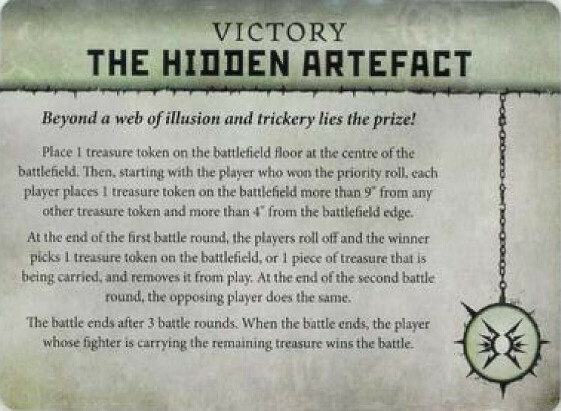 VICTORY
THE HIDDEN ARTEFACT
Beyond a web of illusion and trickery lies the prize!
Place 1 treasure token on the battlefield floor at the centre of the
battlefield. Then, starting with the player who won the priority roll, each
player places 1 treasure token on the battlefield more than 9" from any
other treasure token and more than 4" from the battlefield edge.
At the end of the first battle round, the players roll off and the winner
picks 1 treasure token on the battlefield, or 1 piece of treasure that is
being carried, and removes it from play. At the end of the second battle
round, the opposing player does the same.
The battle ends after 3 battle rounds. When the battle ends, the player
whose fighter is carrying the remaining treasure wins the battle.